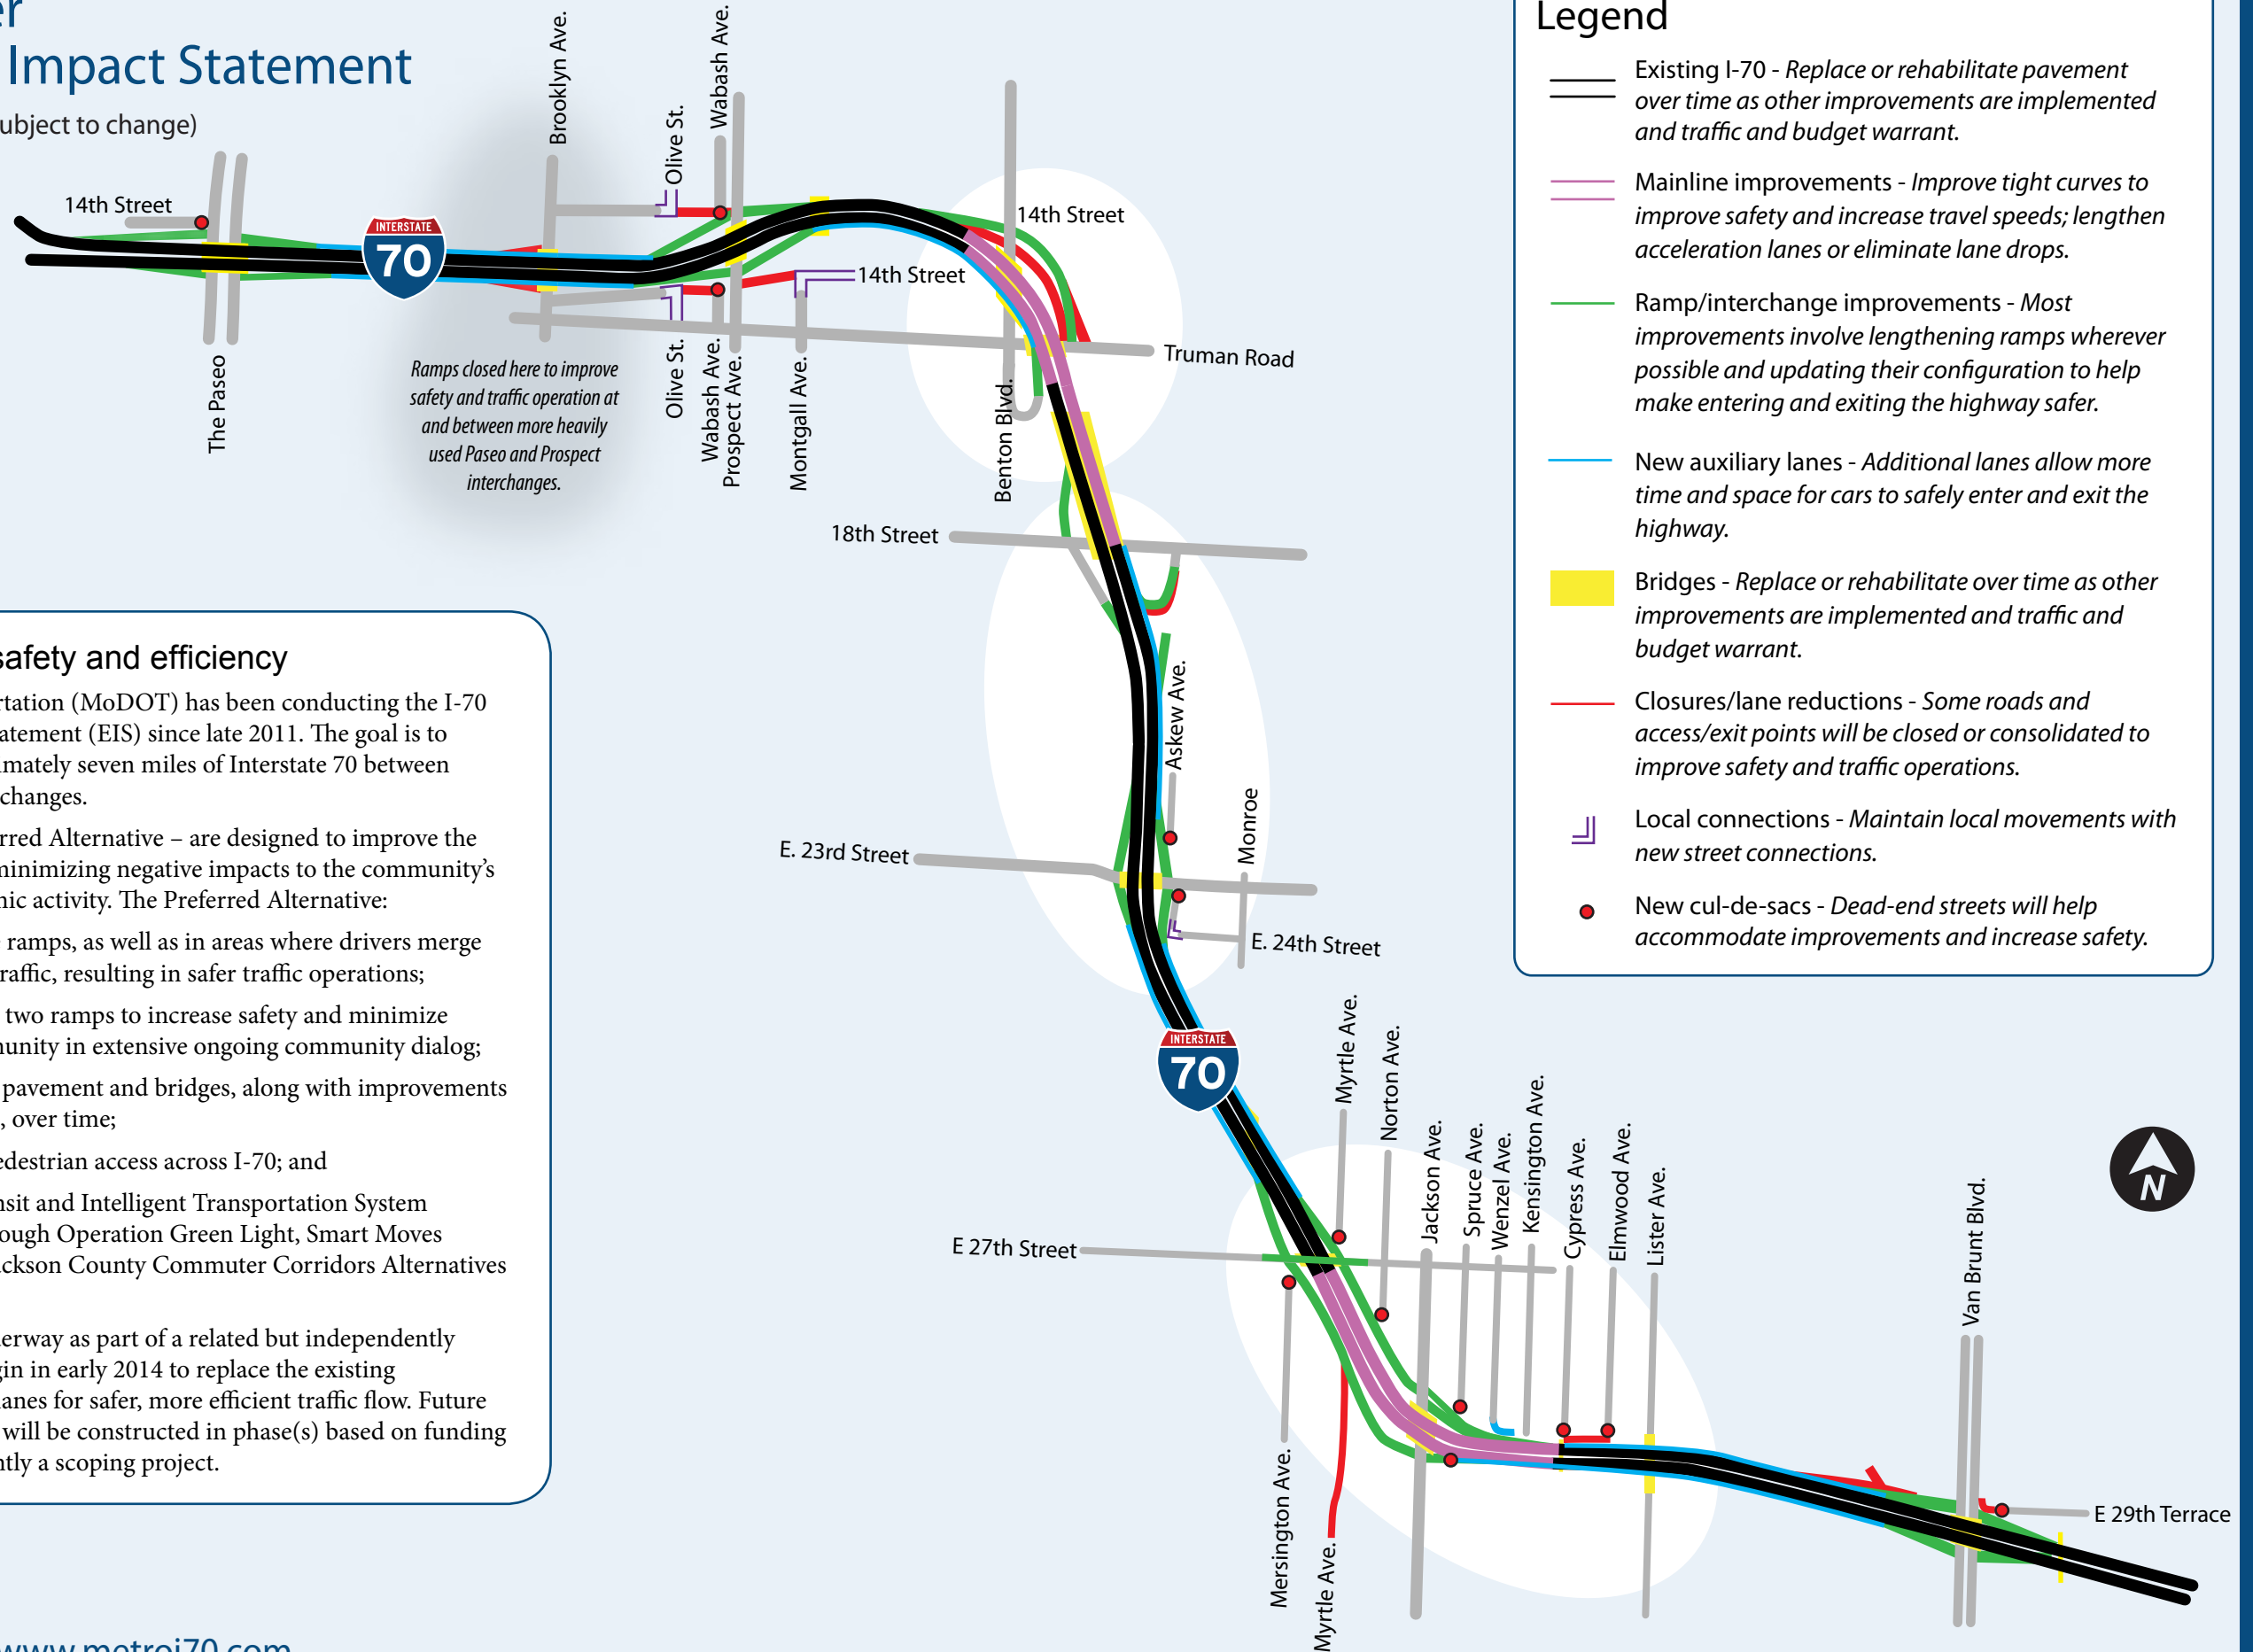 er
Impact Statement
ubject to change)
Brooklyn Ave.
Olive St.
Wabash Ave.
14th Street
INTERSTATE
70
14th Street
14th Street
Truman Road
The Paseo
Ramps closed here to improve
safety and traffic operation at
and between more heavily
used Paseo and Prospect
interchanges.
Olive St.
Wabash Ave.
Prospect Ave.
Montgall Ave.
Benton Blvd.
18th Street
Askew Ave.
Monroe
E. 23rd Street
E. 24th Street
INTERSTATE
70
Myrtle Ave.
Norton Ave.
Jackson Ave.
Spruce Ave.
Wenzel Ave.
Kensington Ave.
Cypress Ave.
Elmwood Ave.
Lister Ave.
Van Brunt Blvd.
E 27th Street
Mersington Ave.
Myrtle Ave.
E 29th Terrace
N
Legend
Existing I-70 - Replace or rehabilitate pavement
over time as other improvements are implemented
and traffic and budget warrant.
Mainline improvements - Improve tight curves to
improve safety and increase travel speeds; lengthen
acceleration lanes or eliminate lane drops.
Ramp/interchange improvements - Most
improvements involve lengthening ramps wherever
possible and updating their configuration to help
make entering and exiting the highway safer.
New auxiliary lanes - Additional lanes allow more
time and space for cars to safely enter and exit the
highway.
Bridges - Replace or rehabilitate over time as other
improvements are implemented and traffic and
budget warrant.
Closures/lane reductions - Some roads and
access/exit points will be closed or consolidated to
improve safety and traffic operations.
Local connections - Maintain local movements with
new street connections.
New cul-de-sacs - Dead-end streets will help
accommodate improvements and increase safety.
safety and efficiency
rtation (MoDOT) has been conducting the I-70
atement (EIS) since late 2011. The goal is to
imately seven miles of Interstate 70 between
changes.
rred Alternative – are designed to improve the
minimizing negative impacts to the community's
nic activity. The Preferred Alternative:
ramps, as well as in areas where drivers merge
raffic, resulting in safer traffic operations;
two ramps to increase safety and minimize
nunity in extensive ongoing community dialog;
pavement and bridges, along with improvements
, over time;
edestrian access across I-70; and
nsit and Intelligent Transportation System
ough Operation Green Light, Smart Moves
ackson County Commuter Corridors Alternatives
lerway as part of a related but independently
gin in early 2014 to replace the existing
lanes for safer, more efficient traffic flow. Future
will be constructed in phase(s) based on funding
ntly a scoping project.
www.metroi70.com